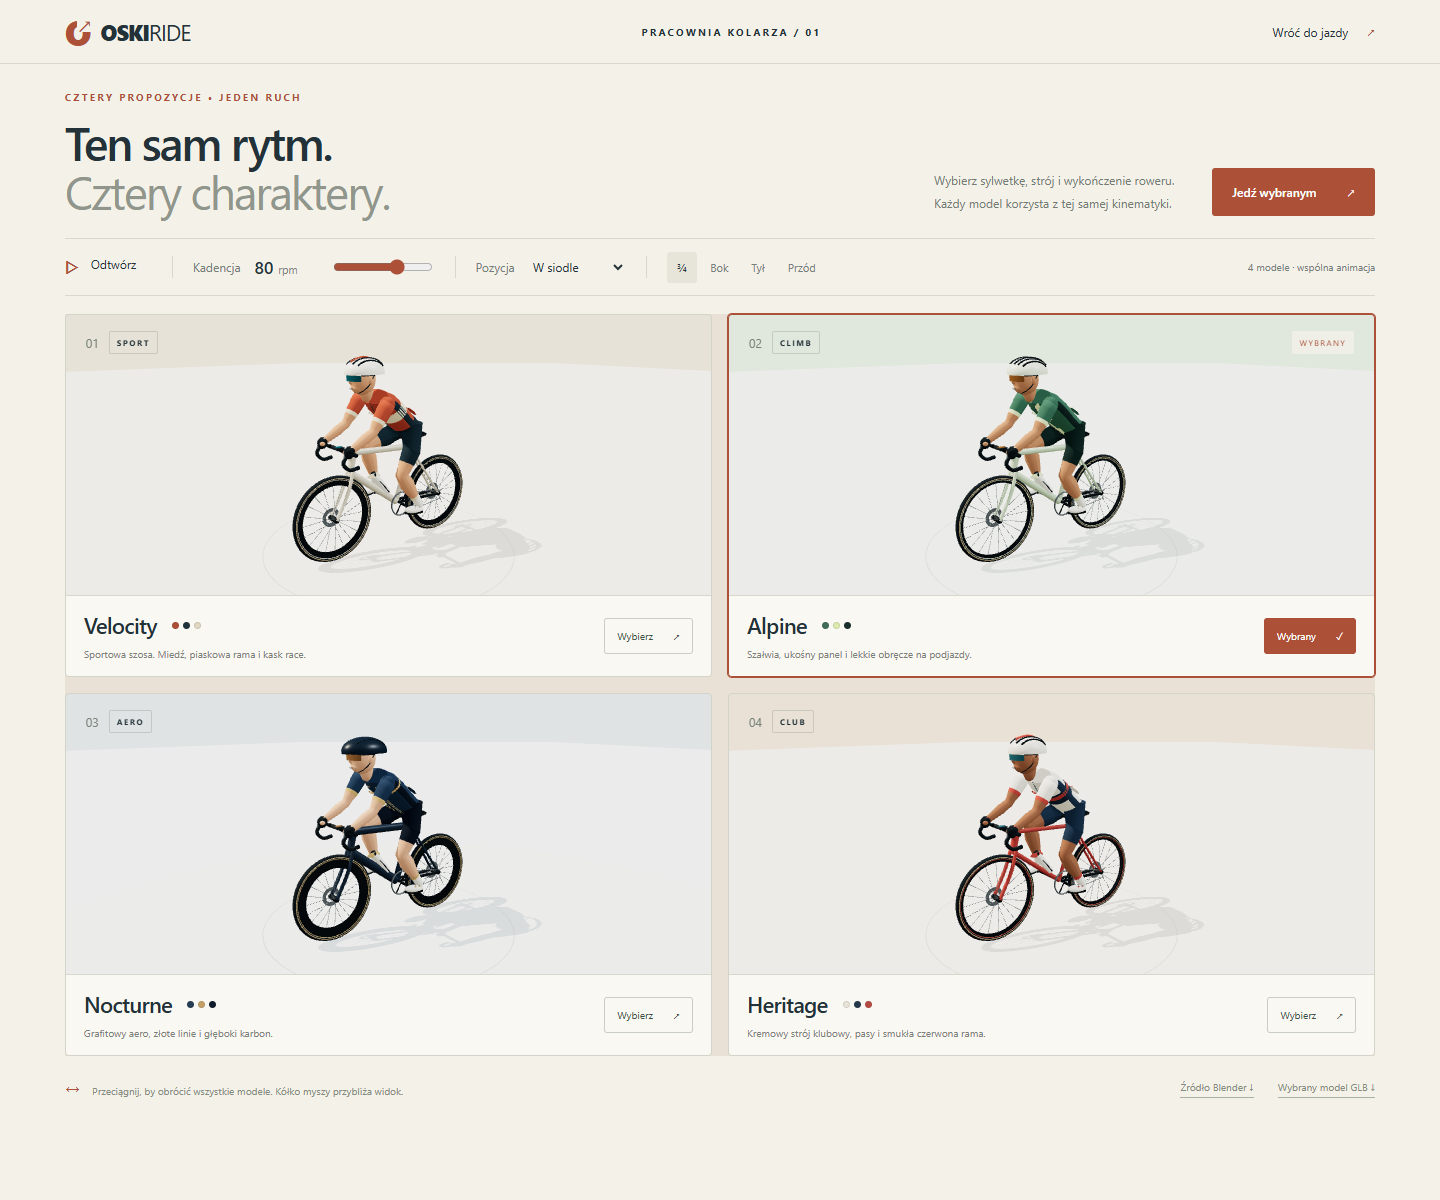 OSKIRIDE
PRACOWNIA KOLARZA / 01
Wróć do jazdy ↗
CZTERY PROPOZYCJE • JEDEN RUCH
Ten sam rytm.
Cztery charaktery.
Wybierz sylwetkę, strój i wykończenie roweru.
Każdy model korzysta z tej samej kinematyki.
Jedź wybranym ↗
Odtwórz
Kadencja 80 rpm
Pozycja W siodle
¾ Bok Tył Przód
4 modele · wspólna animacja
01 SPORT
02 CLIMB
WYBRANY
Velocity
Sportowa szosa. Miedź, piaskowa rama i kask race.
Wybierz ↗
Alpine
Szałwia, ukośny panel i lekkie obręcze na podjazdy.
Wybrany ✓
03 AERO
04 CLUB
Nocturne
Grafitowy aero, złote linie i głęboki karbon.
Wybierz ↗
Heritage
Kremowy strój klubowy, pasy i smukła czerwona rama.
Wybierz ↗
↔ Przeciągnij, by obrócić wszystkie modele. Kółko myszy przybliża widok.
Źródło Blender ↓
Wybrany model GLB ↓